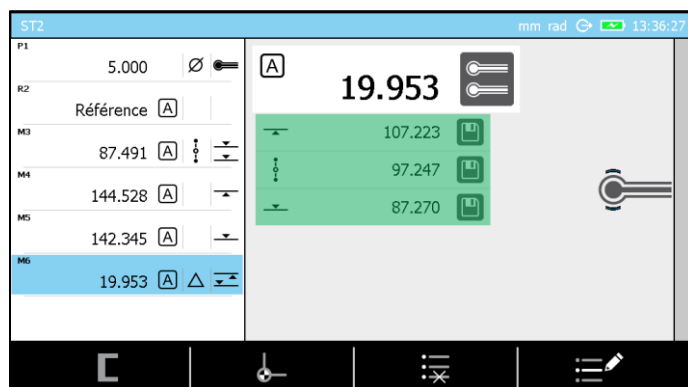 ST2
mm rad 13:36:27
P1
5.000
R2
Référence A
M3
87.491 A
M4
144.528 A
M5
142.345 A
M6
19.953 A
A
19.953
107.223
97.247
87.270